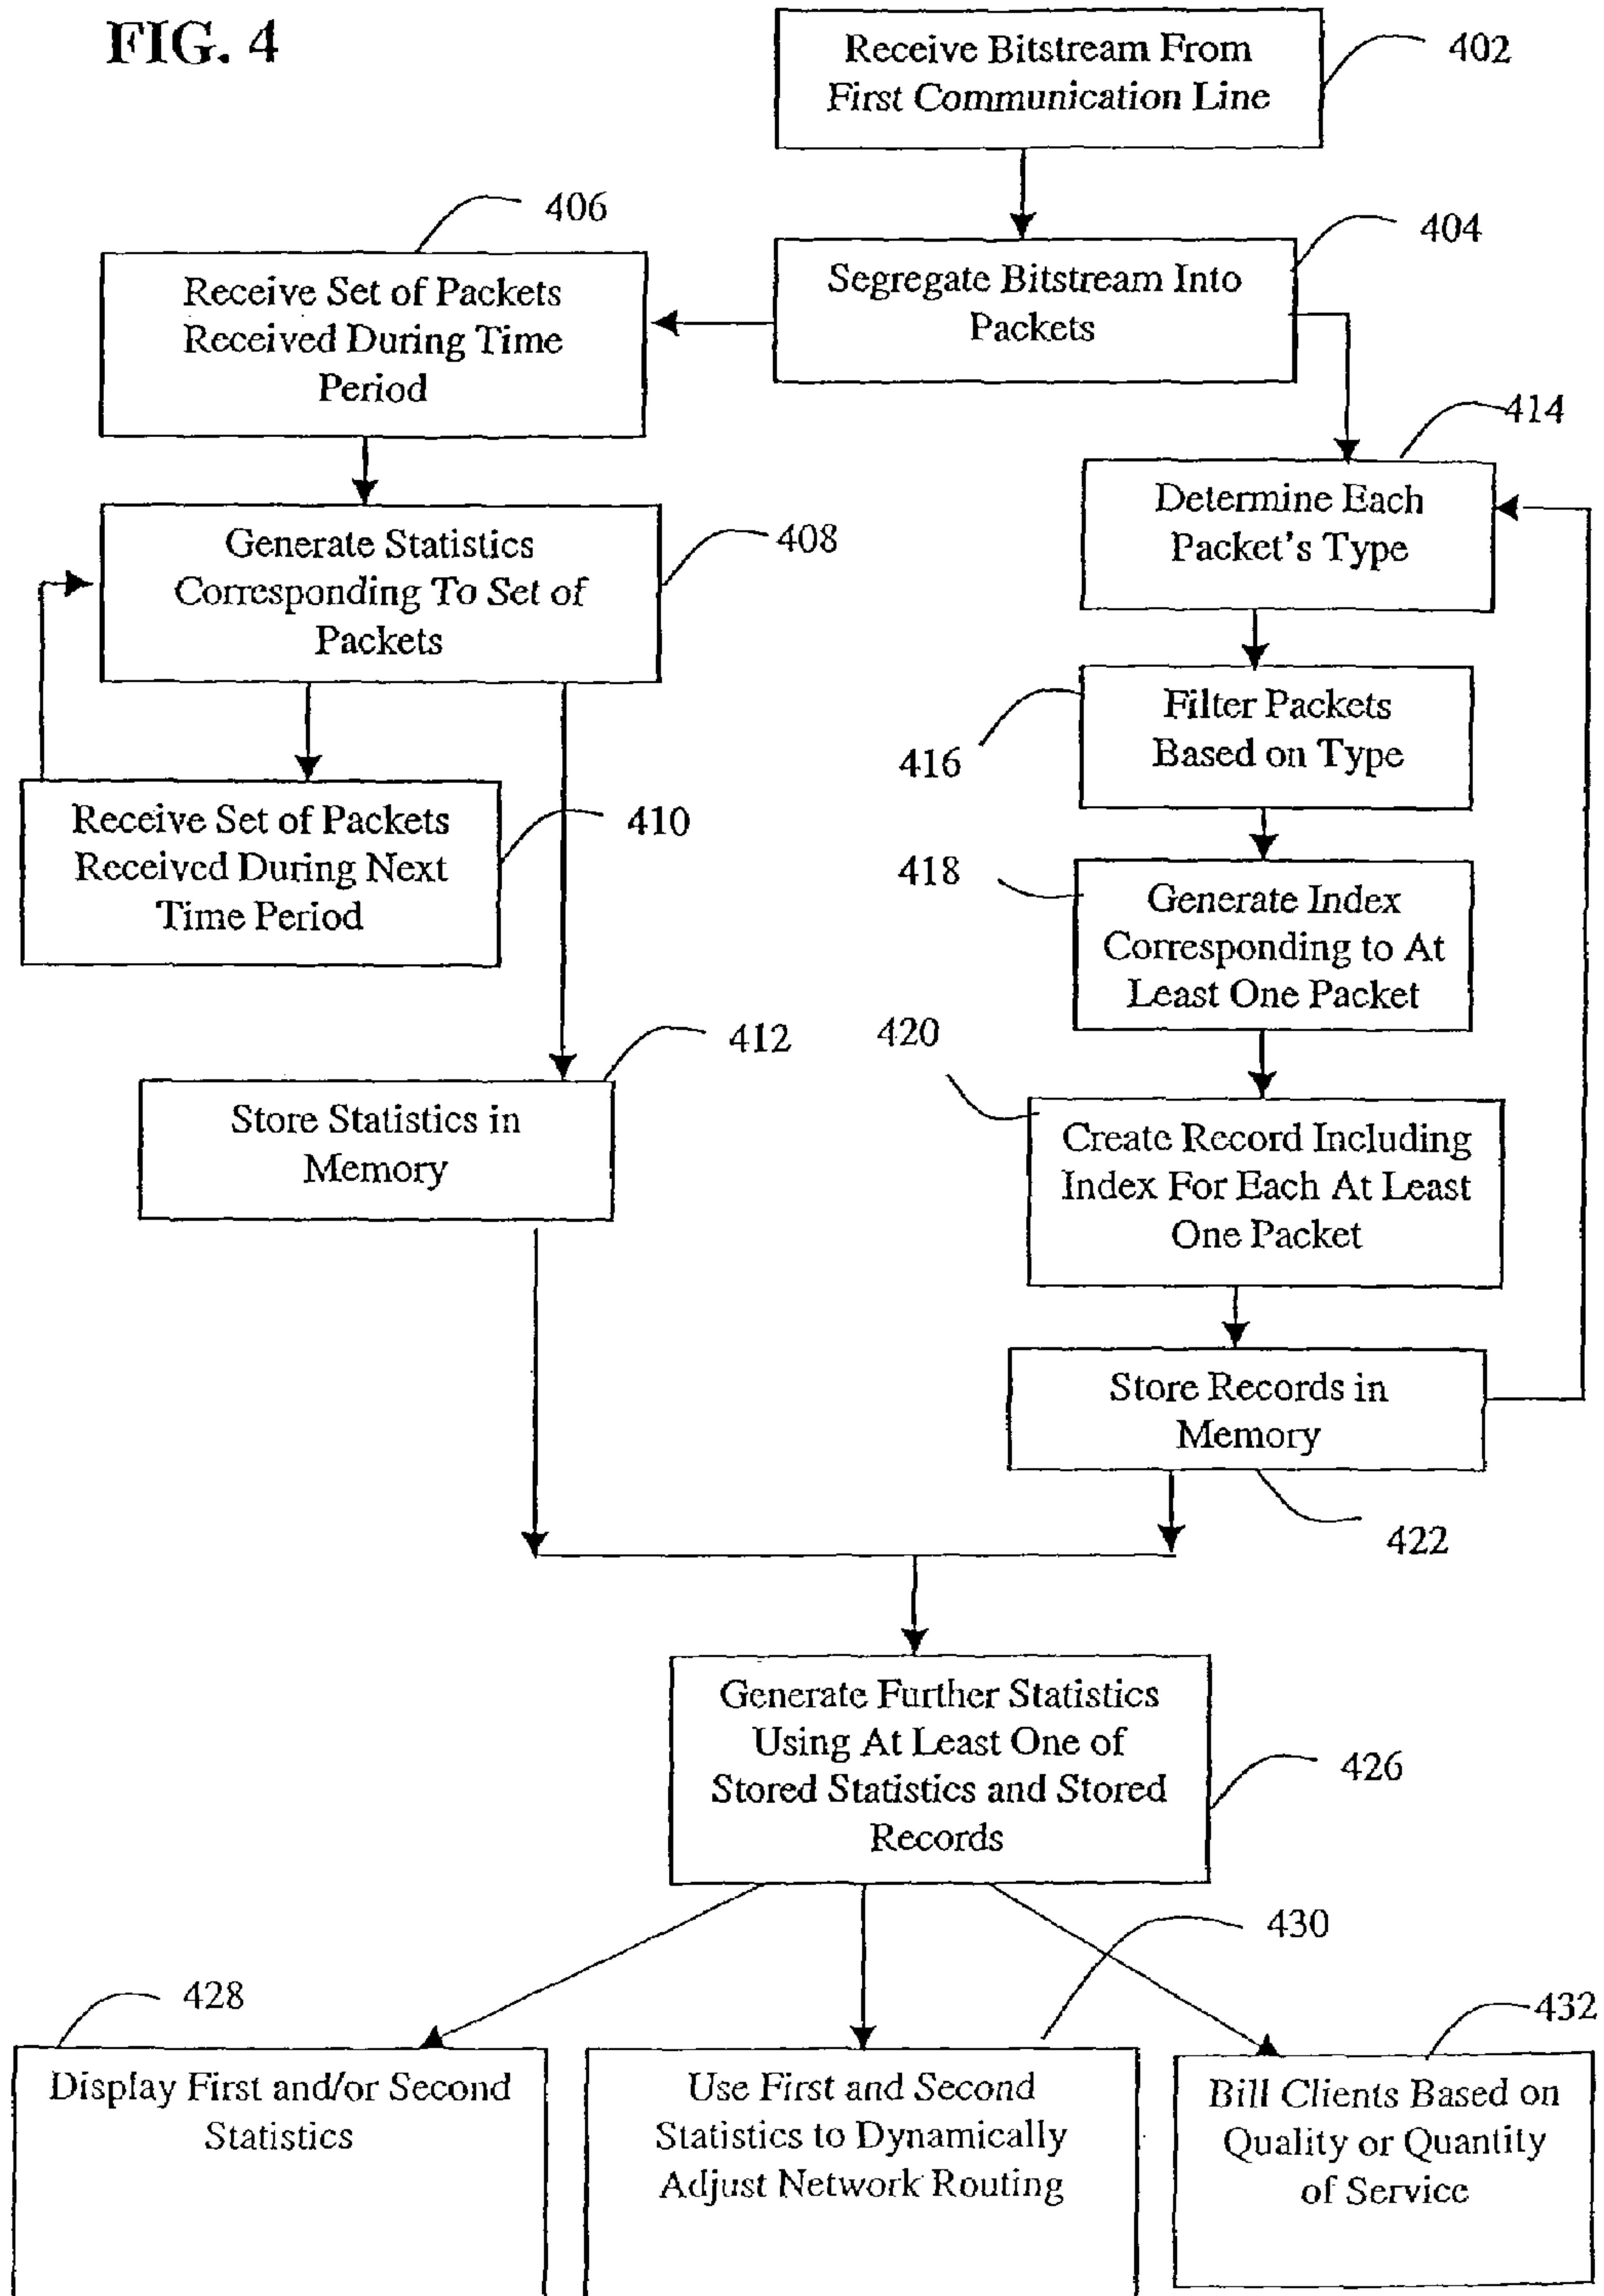 FIG. 4
Receive Bitstream From
First Communication Line
402
406
404
Receive Set of Packets
Received During Time
Period
Segregate Bitstream Into
Packets
414
Generate Statistics
Corresponding To Set of
Packets
408
Determine Each
Packet's Type
Filter Packets
Based on Type
416
Receive Set of Packets
Received During Next
Time Period
410
418
Generate Index
Corresponding to At
Least One Packet
412
420
Store Statistics in
Memory
Create Record Including
Index For Each At Least
One Packet
Store Records in
Memory
422
Generate Further Statistics
Using At Least One of
Stored Statistics and Stored
Records
426
430
428
432
Display First and/or Second
Statistics
Use First and Second
Statistics to Dynamically
Adjust Network Routing
Bill Clients Based on
Quality or Quantity
of Service